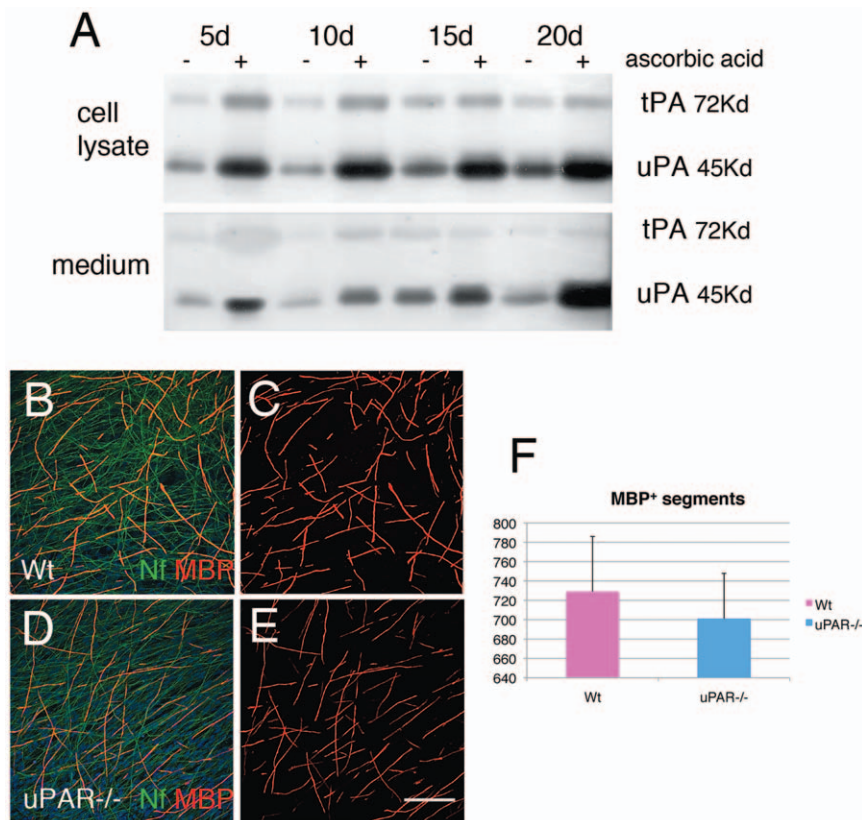 A
5d 10d 15d 20d
- + - + - + - + ascorbic acid
cell
lysate
tPA 72Kd
uPA 45Kd
medium
tPA 72Kd
uPA 45Kd
B
Wt Nf MBP
C
D
uPAR-/- Nf MBP
E
F
MBP+ segments
800
780
760
740
720
700
680
660
640
Wt
uPAR-/-
Wt uPAR-/-